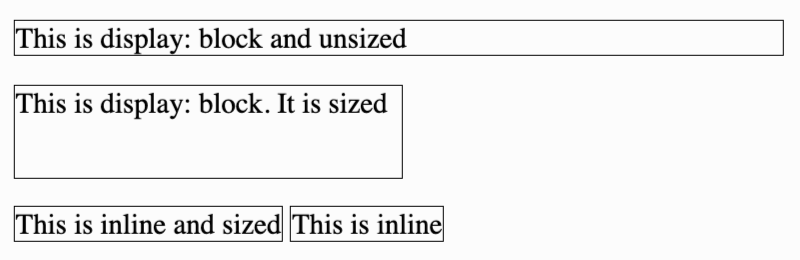 This is display: block and unsized
This is display: block. It is sized
This is inline and sized This is inline